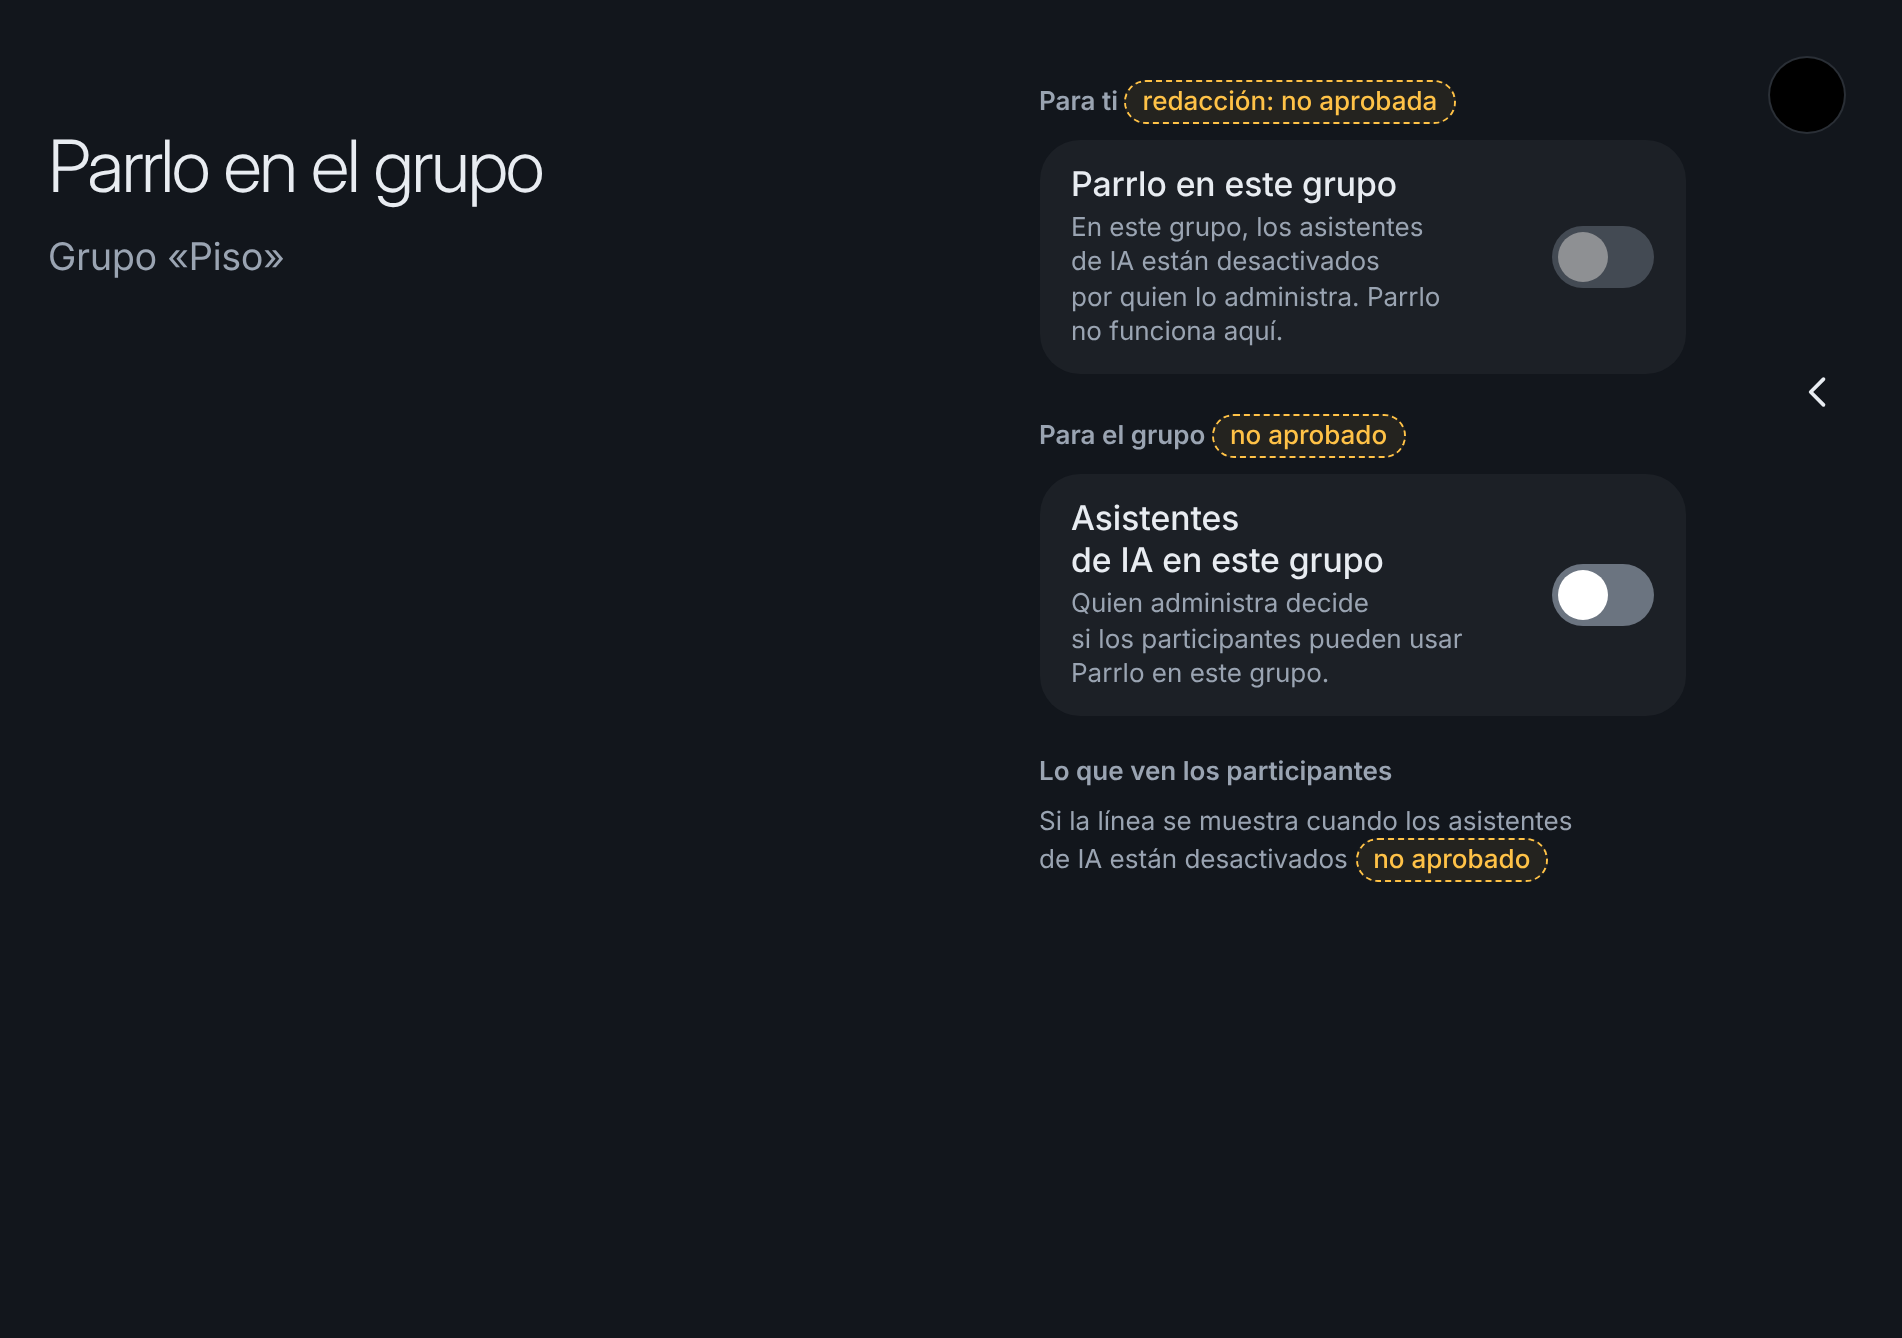 Parrlo en el grupo
Grupo «Piso»
Para ti redacción: no aprobada
Parrlo en este grupo
En este grupo, los asistentes
de IA están desactivados
por quien lo administra. Parrlo
no funciona aquí.
Para el grupo no aprobado
Asistentes
de IA en este grupo
Quien administra decide
si los participantes pueden usar
Parrlo en este grupo.
Lo que ven los participantes
Si la línea se muestra cuando los asistentes
de IA están desactivados no aprobado